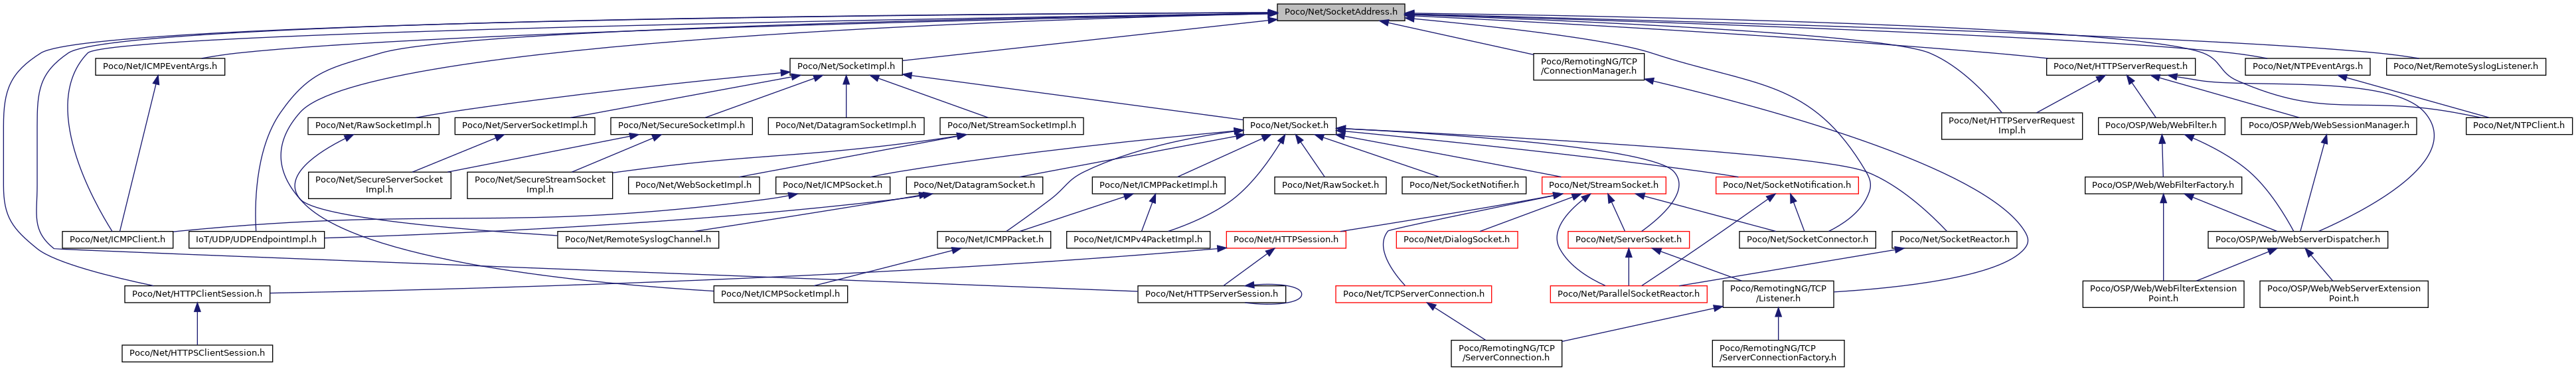 Poco/Net/SocketAddress.h
Poco/Net/ICMPEventArgs.h
Poco/Net/SocketImpl.h
Poco/RemotingNG/TCP
/ConnectionManager.h
Poco/Net/HTTPServerRequest.h
Poco/Net/NTPEventArgs.h
Poco/Net/RemoteSyslogListener.h
Poco/Net/RawSocketImpl.h
Poco/Net/ServerSocketImpl.h
Poco/Net/SecureSocketImpl.h
Poco/Net/DatagramSocketImpl.h
Poco/Net/StreamSocketImpl.h
Poco/Net/Socket.h
Poco/Net/HTTPServerRequest
Impl.h
Poco/OSP/Web/WebFilter.h
Poco/OSP/Web/WebSessionManager.h
Poco/Net/NTPClient.h
Poco/Net/SecureServerSocket
Impl.h
Poco/Net/SecureStreamSocket
Impl.h
Poco/Net/WebSocketImpl.h
Poco/Net/ICMPSocket.h
Poco/Net/DatagramSocket.h
Poco/Net/ICMPPacketImpl.h
Poco/Net/RawSocket.h
Poco/Net/SocketNotifier.h
Poco/Net/StreamSocket.h
Poco/Net/SocketNotification.h
Poco/OSP/Web/WebFilterFactory.h
Poco/Net/ICMPClient.h
IoT/UDP/UDPEndpointImpl.h
Poco/Net/RemoteSyslogChannel.h
Poco/Net/ICMPPacket.h
Poco/Net/ICMPv4PacketImpl.h
Poco/Net/HTTPSession.h
Poco/Net/DialogSocket.h
Poco/Net/ServerSocket.h
Poco/Net/SocketConnector.h
Poco/Net/SocketReactor.h
Poco/OSP/Web/WebServerDispatcher.h
Poco/Net/HTTPClientSession.h
Poco/Net/ICMPSocketImpl.h
Poco/Net/HTTPServerSession.h
Poco/Net/TCPServerConnection.h
Poco/Net/ParallelSocketReactor.h
Poco/RemotingNG/TCP
/Listener.h
Poco/OSP/Web/WebFilterExtension
Point.h
Poco/OSP/Web/WebServerExtension
Point.h
Poco/Net/HTTPSClientSession.h
Poco/RemotingNG/TCP
/ServerConnection.h
Poco/RemotingNG/TCP
/ServerConnectionFactory.h